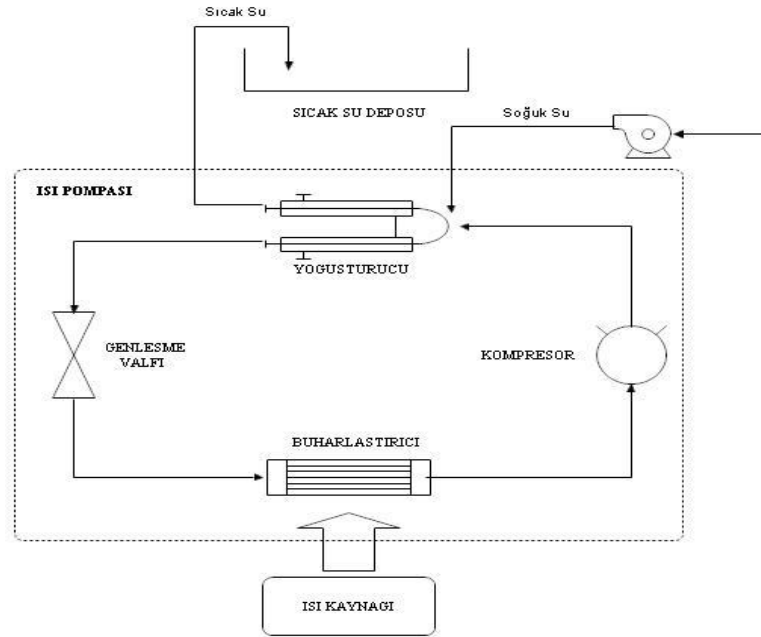 Sıcak Su
SICAK SU DEPOSU
Soğuk Su
ISI POMPASI
YOGUSTURUCU
GENLESME
VALFI
KOMPRESOR
BUHARLASTIRICI
ISI KAYNAGI